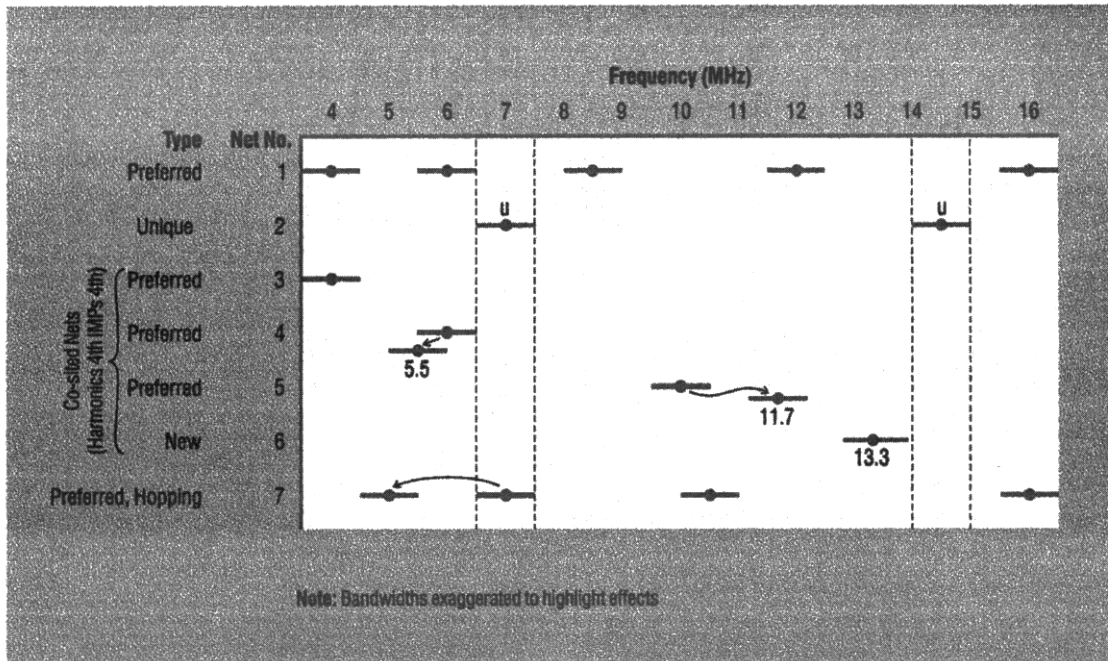 Frequency (MHz)
4 5 6 7 8 9 10 11 12 13 14 15 16
Type Net No.
Preferred 1
u u
Unique 2
Co-sited Nets
(Harmonics 4th IMPs 4th)
Preferred 3
Preferred 4
5.5
Preferred 5
11.7
New 6
13.3
Preferred, Hopping 7
Note: Bandwidths exaggerated to highlight effects